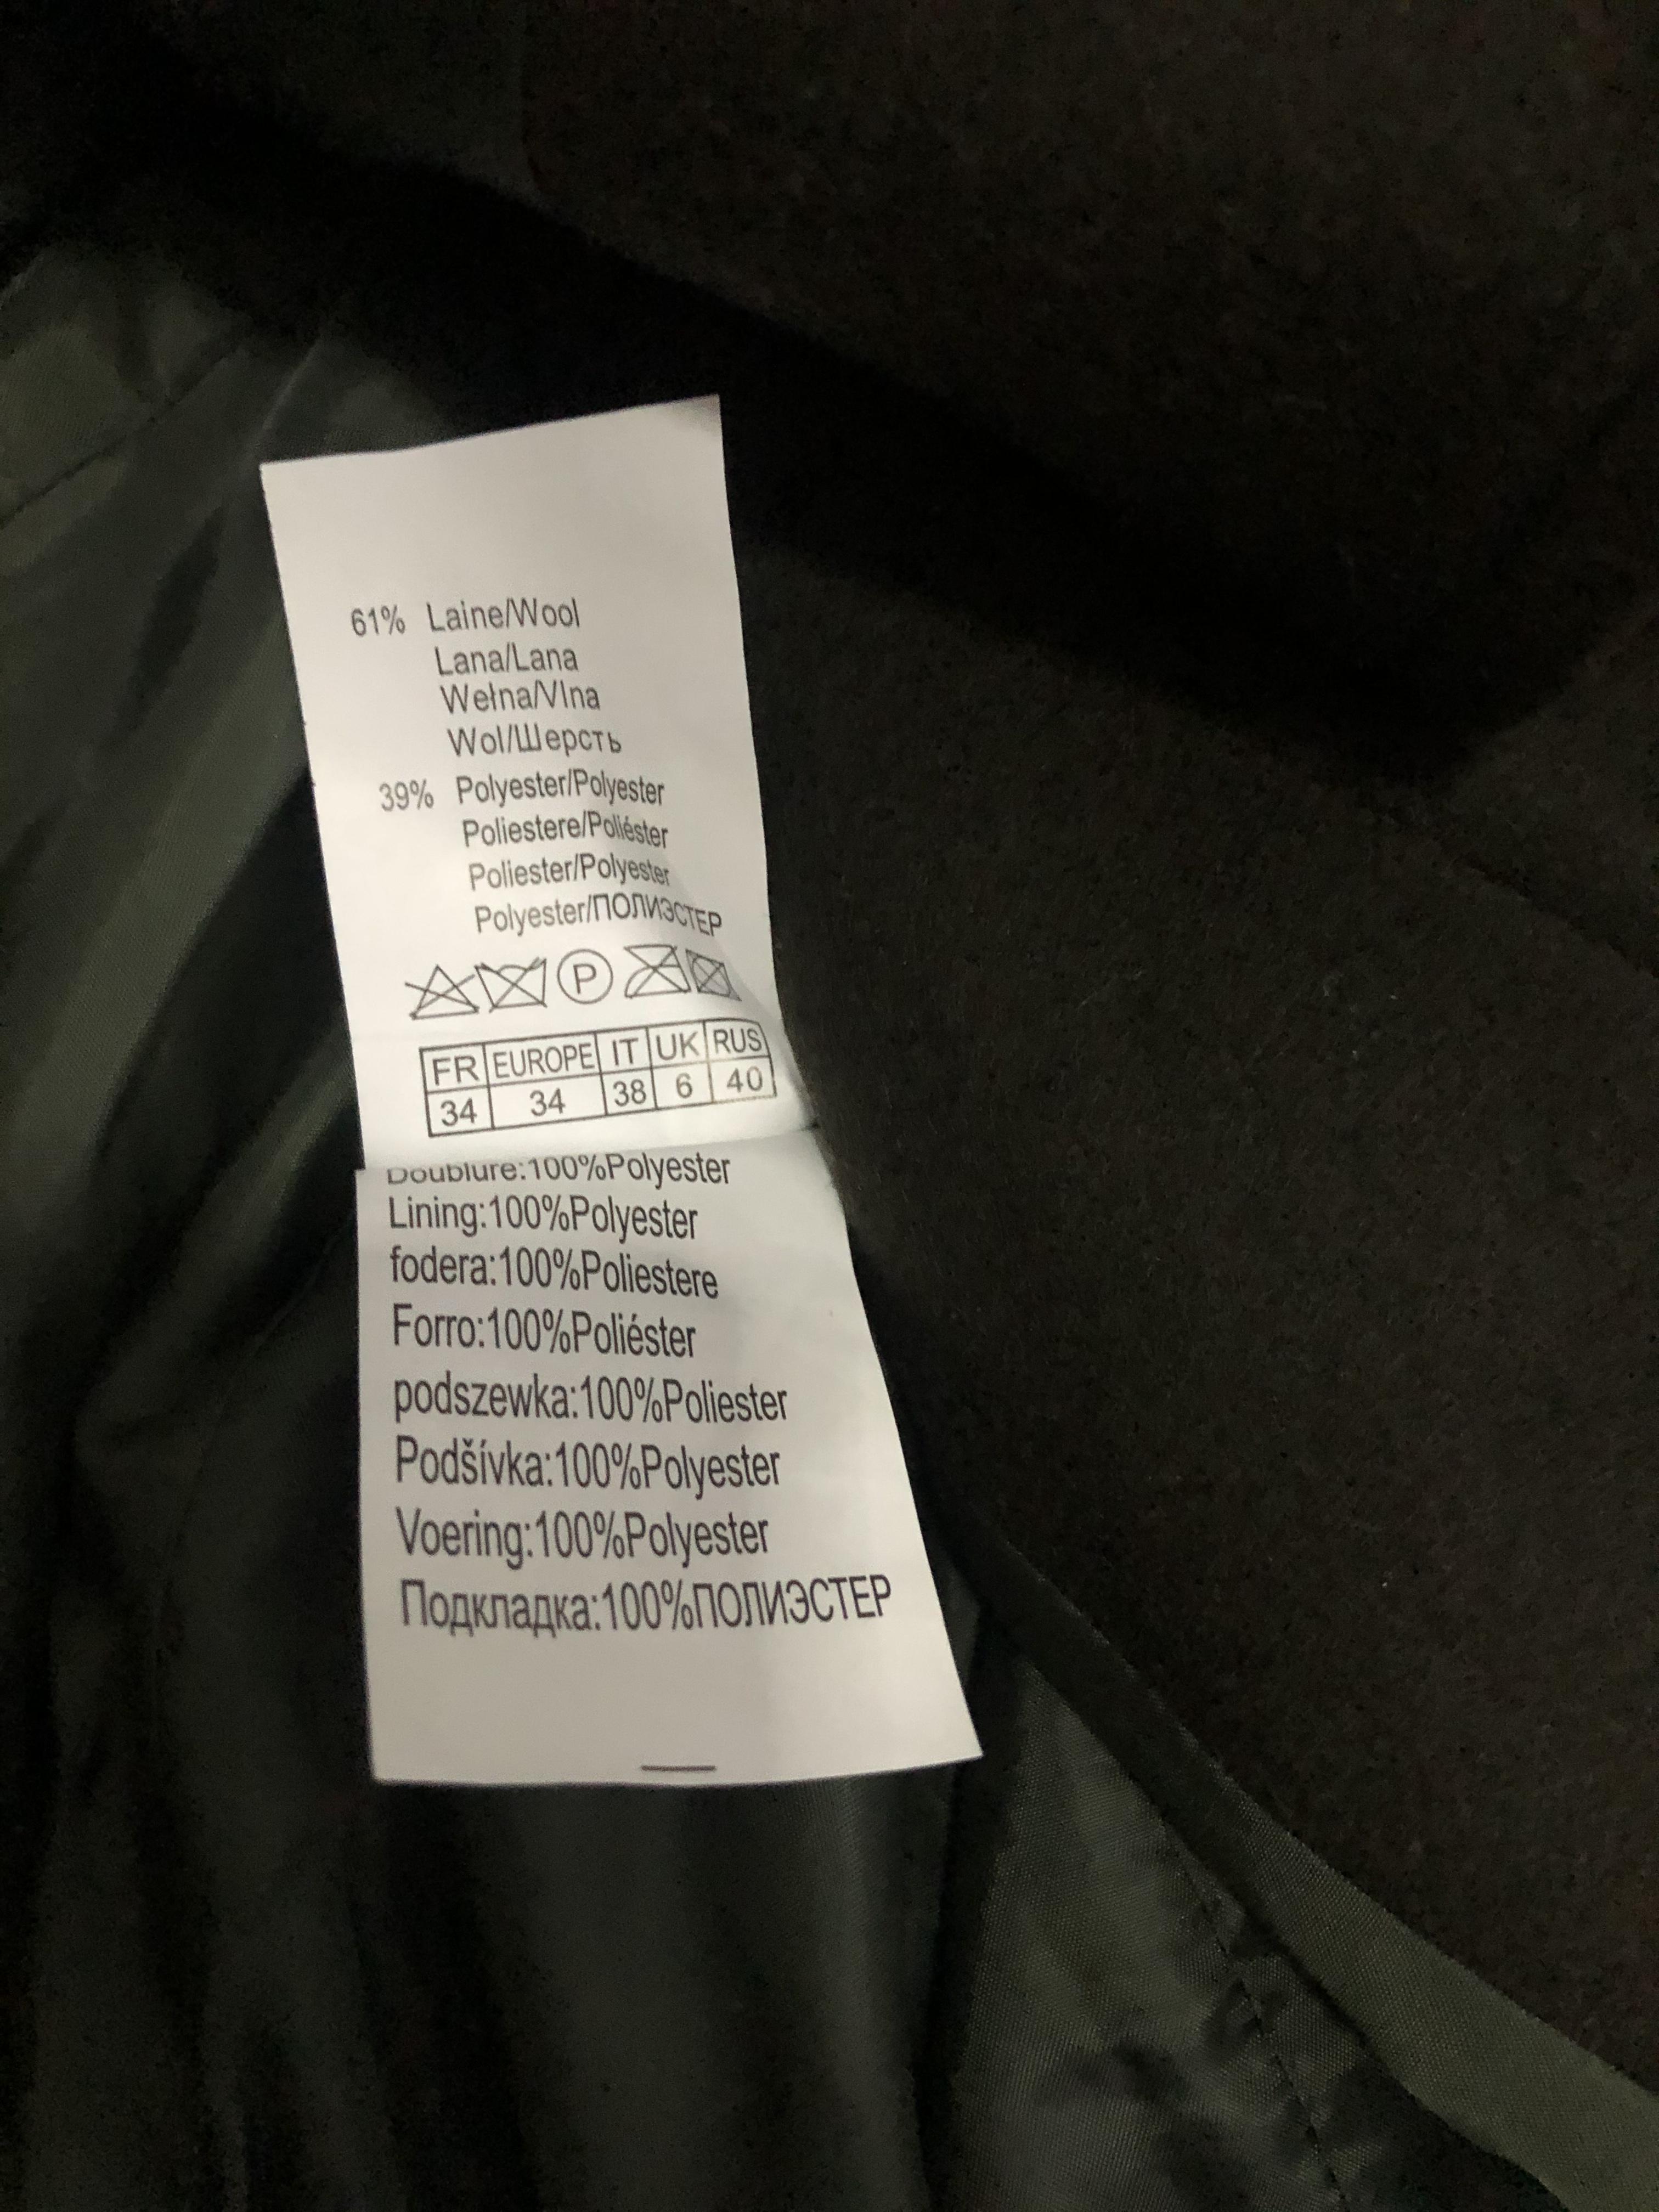 61% Laine/Wool
Lana/Lana
Wełna/Vlna
Wol/Шерсть
39% Polyester/Polyester
Poliestere/Poliéster
Poliester/Polyester
Polyester/ПОЛИЭСТЕР
P
FR EUROPE IT UK RUS
34 34 38 6 40
Doublure:100%Polyester
Lining:100%Polyester
fodera:100%Poliestere
Forro:100%Poliéster
podszewka:100%Poliester
Podšívka:100%Polyester
Voering:100%Polyester
Подкладка:100%ПОЛИЭСТЕР